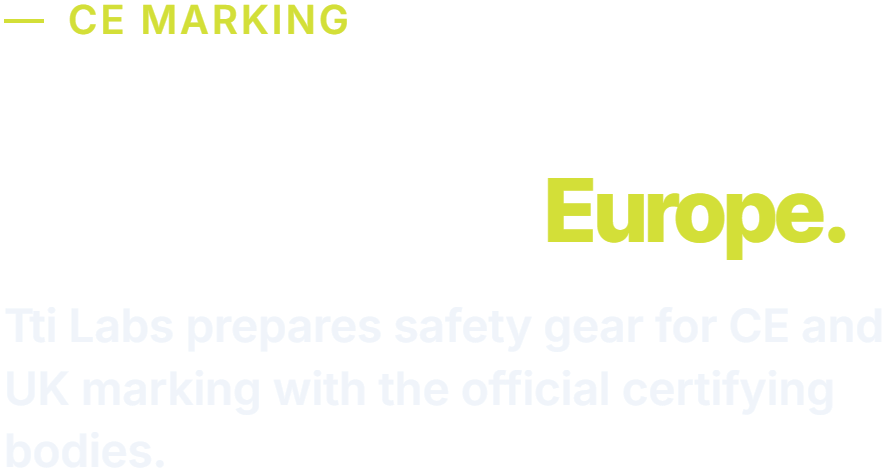 — CE MARKING
Europe.
Tti Labs prepares safety gear for CE and
UK marking with the official certifying
bodies.